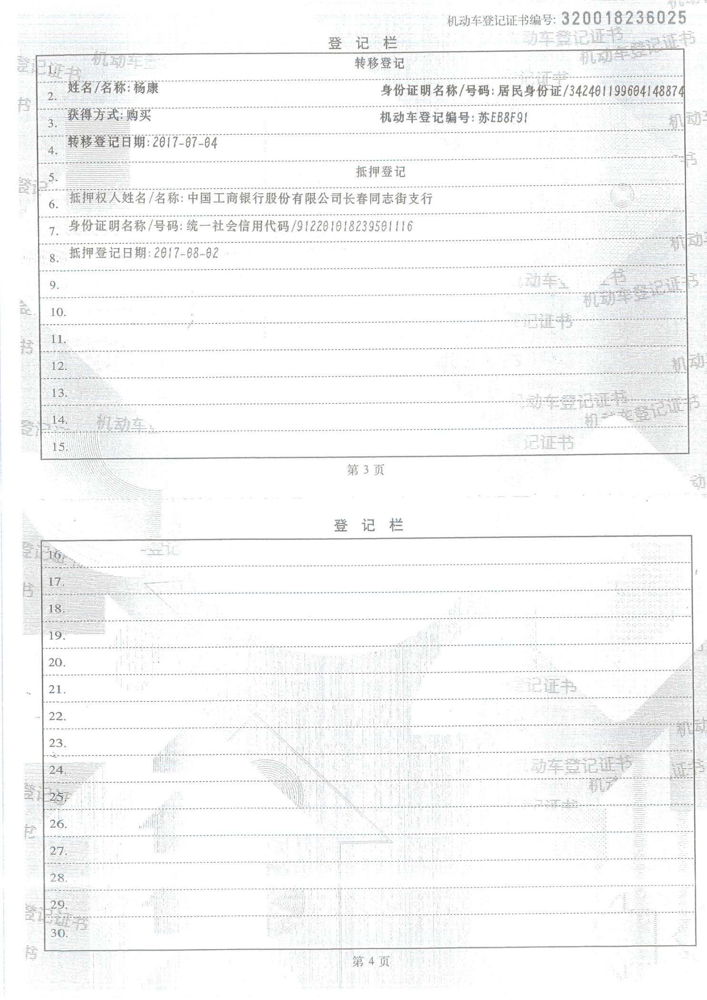 机动车登记证书编号: 320018236025
登 记 栏
1. 转移登记
2. 姓名/名称:杨康 身份证明名称/号码:居民身份证/342401199604148874
3. 获得方式:购买 机动车登记编号:苏EB8F91
4. 转移登记日期:2017-07-04
5. 抵押登记
6. 抵押权人姓名/名称:中国工商银行股份有限公司长春同志街支行
7. 身份证明名称/号码:统一社会信用代码/912201018239501116
8. 抵押登记日期:2017-08-02
9.
10.
11.
12.
13.
14.
15.
第 3 页
登 记 栏
16.
17.
18.
19.
20.
21.
22.
23.
24.
25.
26.
27.
28.
29.
30.
第 4 页